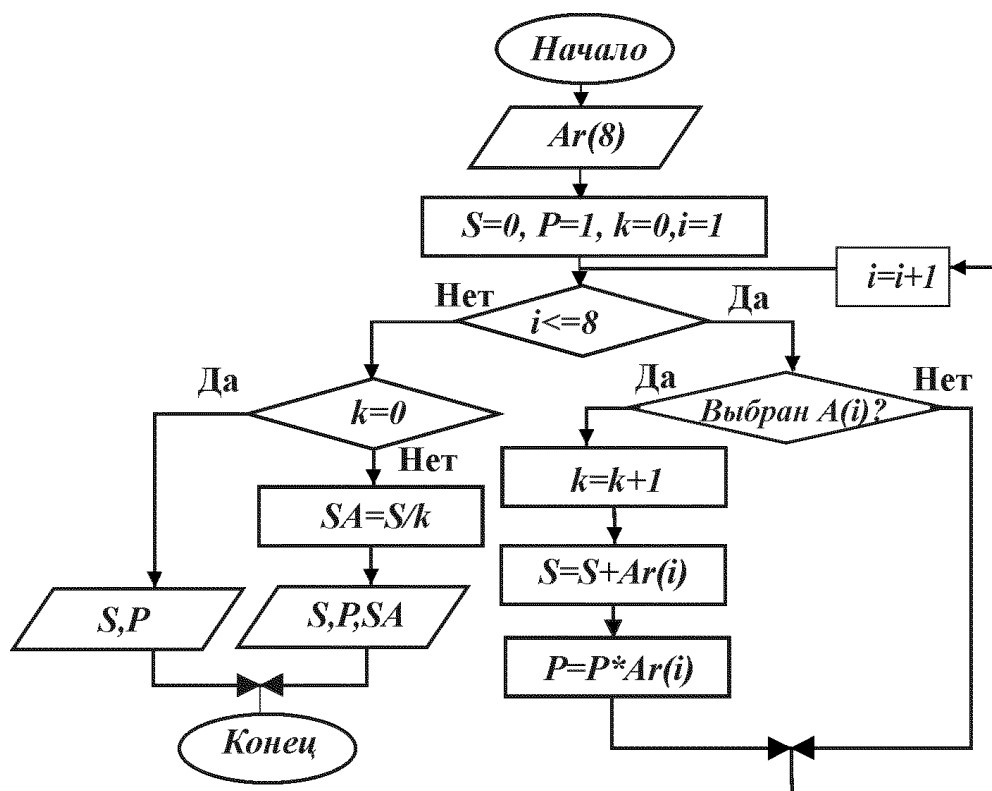 Начало
Ar(8)
S=0, P=1, k=0,i=1
i=i+1
Нет
Да
i<=8
Да
Да
Нет
k=0
Выбран A(i)?
Нет
k=k+1
SA=S/k
S=S+Ar(i)
S,P
S,P,SA
P=P*Ar(i)
Конец